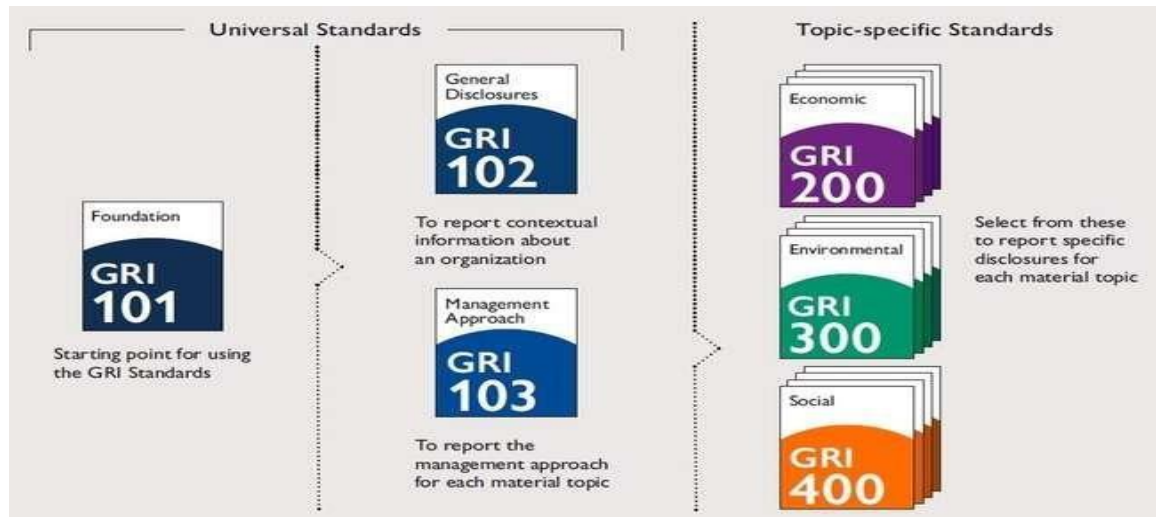 Universal Standards
Foundation
GRI
101
Starting point for using
the GRI Standards
General
Disclosures
GRI
102
To report contextual
information about
an organization
Management
Approach
GRI
103
To report the
management approach
for each material topic
Topic-specific Standards
Economic
GRI
200
Environmental
GRI
300
Social
GRI
400
Select from these
to report specific
disclosures for
each material topic